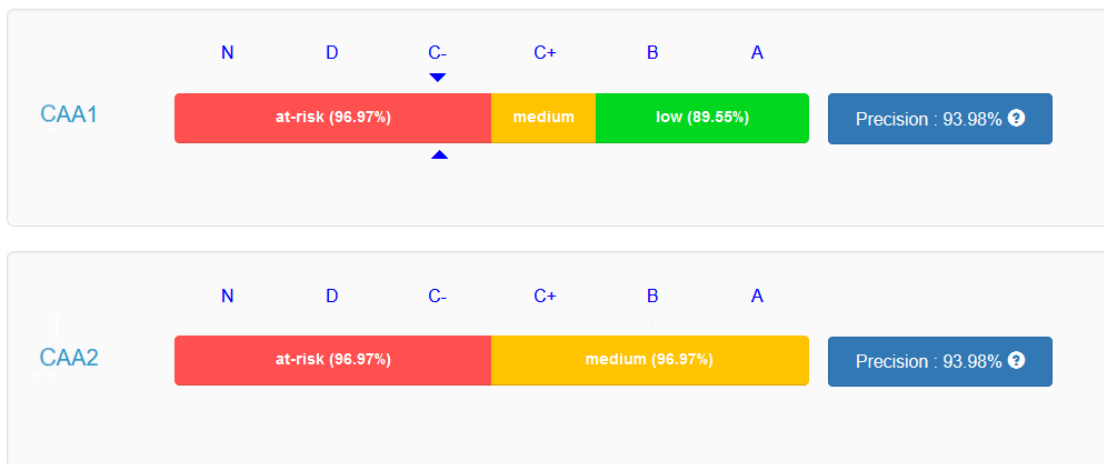 N D C- C+ B A
CAA1 at-risk (96.97%) medium low (89.55%) Precision : 93.98% ?
N D C- C+ B A
CAA2 at-risk (96.97%) medium (96.97%) Precision : 93.98% ?